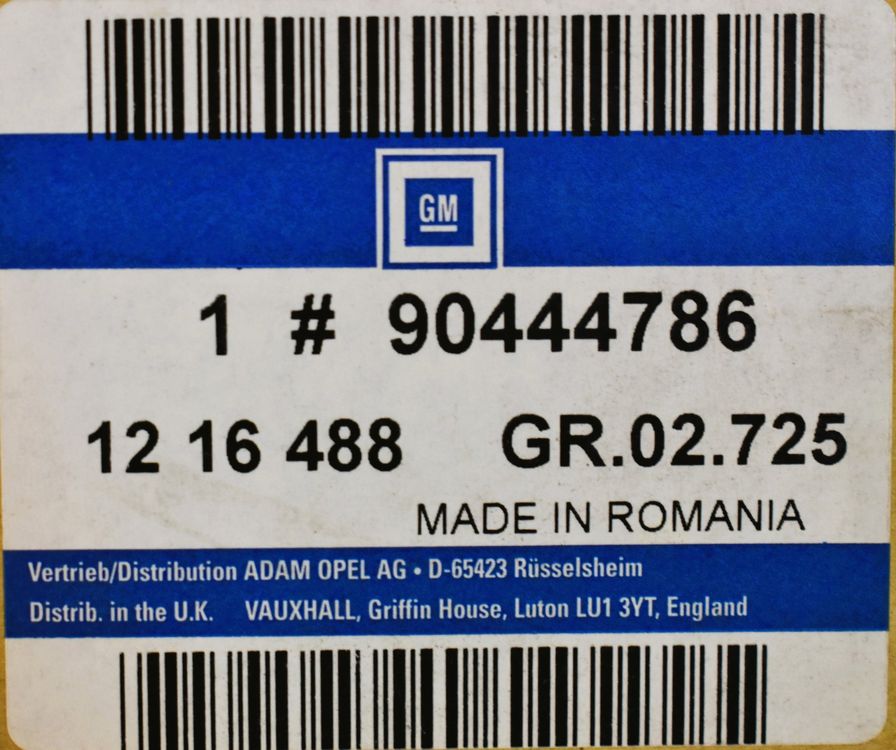 GM
1 # 90444786
12 16 488 GR.02.725
MADE IN ROMANIA
Vertrieb/Distribution ADAM OPEL AG • D-65423 Rüsselsheim
Distrib. in the U.K. VAUXHALL, Griffin House, Luton LU1 3YT, England